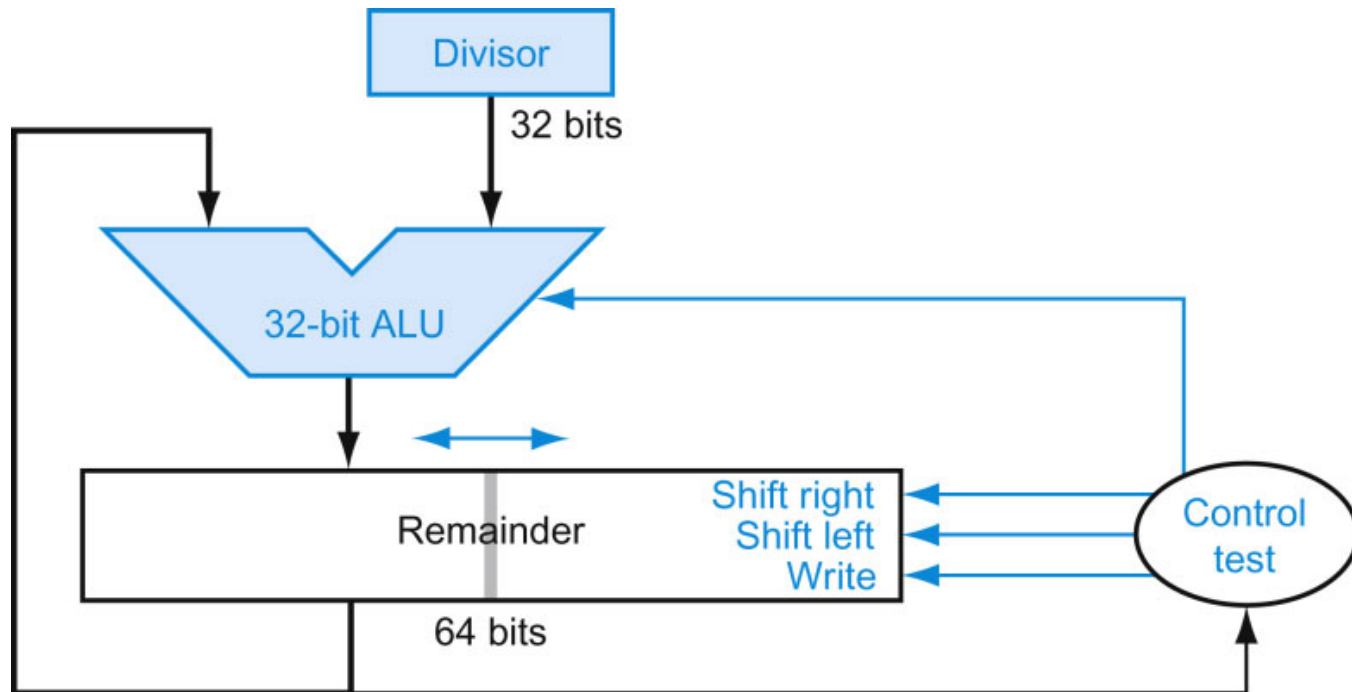 Divisor
32 bits
32-bit ALU
Remainder
Shift right
Shift left
Write
64 bits
Control
test